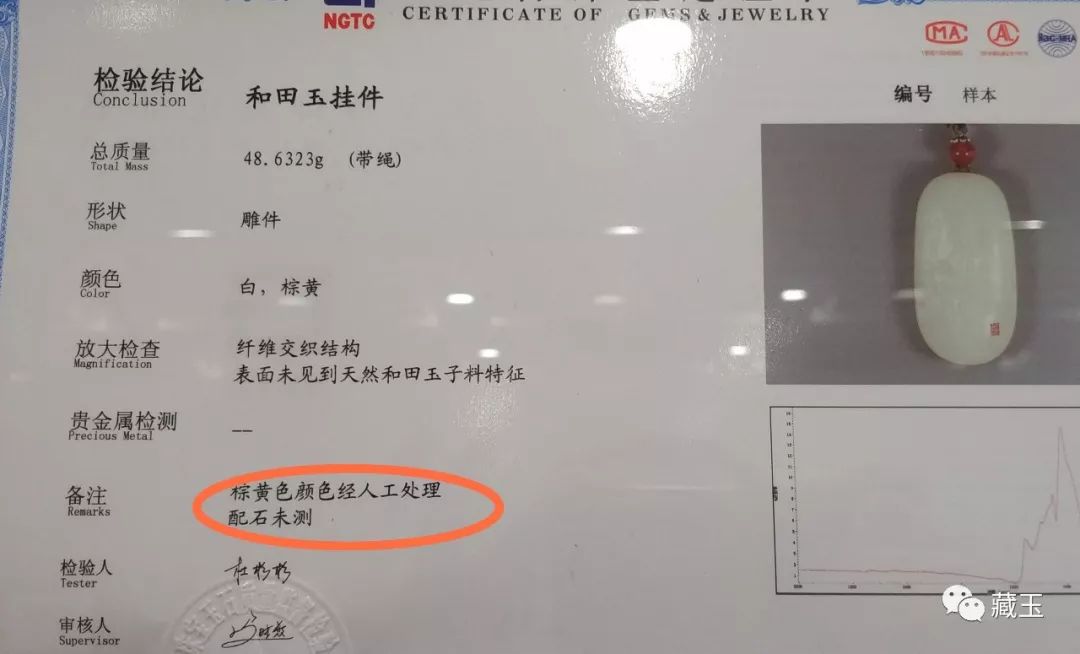 NGTC
CERTIFICATE OF GEMS & JEWELRY
MA
编号 样本
检验结论 和田玉挂件
Conclusion
总质量 48.6323g (带绳)
Total Mass
形状 雕件
Shape
颜色 白, 棕黄
Color
放大检查 纤维交织结构
Magnification
表面未见到天然和田玉子料特征
贵金属检测 --
Precious Metal
备注 棕黄色颜色经人工处理
Remarks
配石未测
检验人
Tester
审核人
Supervisor
藏玉